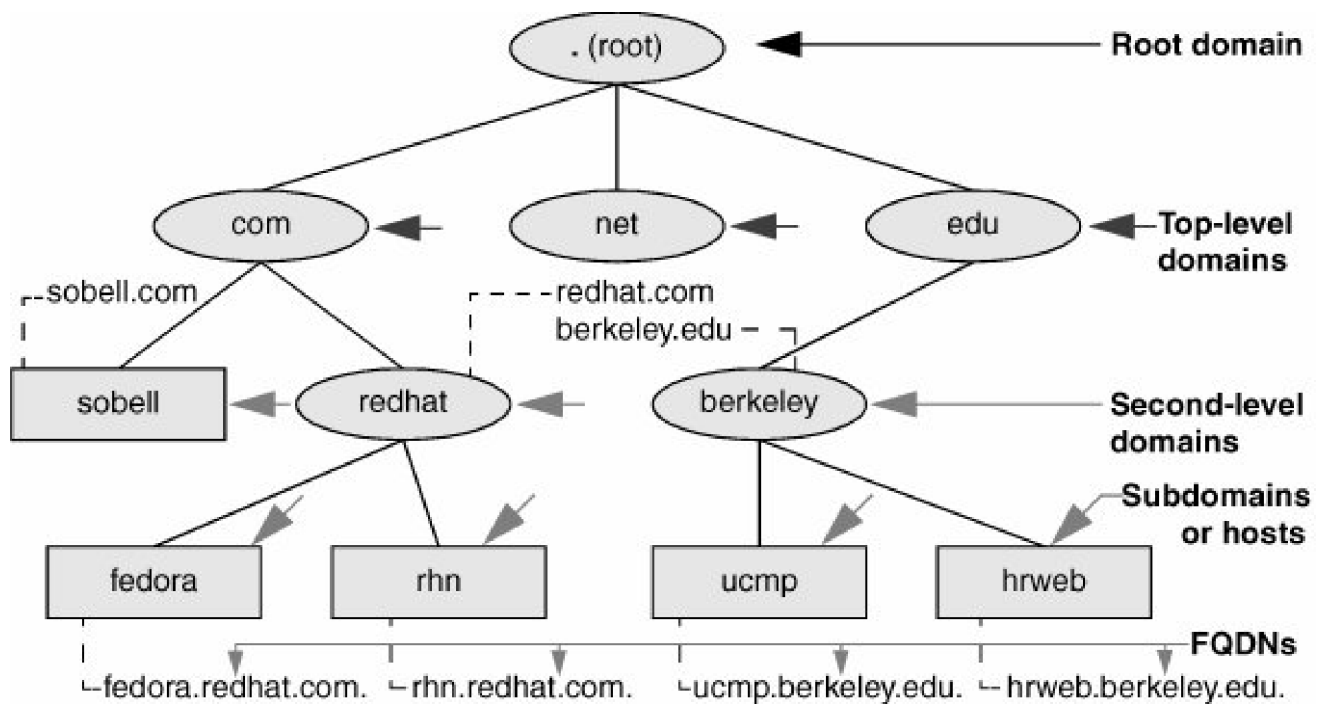 . (root)
Root domain
com
net
edu
Top-level
domains
sobell.com
redhat.com
berkeley.edu
sobell
redhat
berkeley
Second-level
domains
Subdomains
or hosts
fedora
rhn
ucmp
hrweb
FQDNs
fedora.redhat.com.
rhn.redhat.com.
ucmp.berkeley.edu.
hrweb.berkeley.edu.